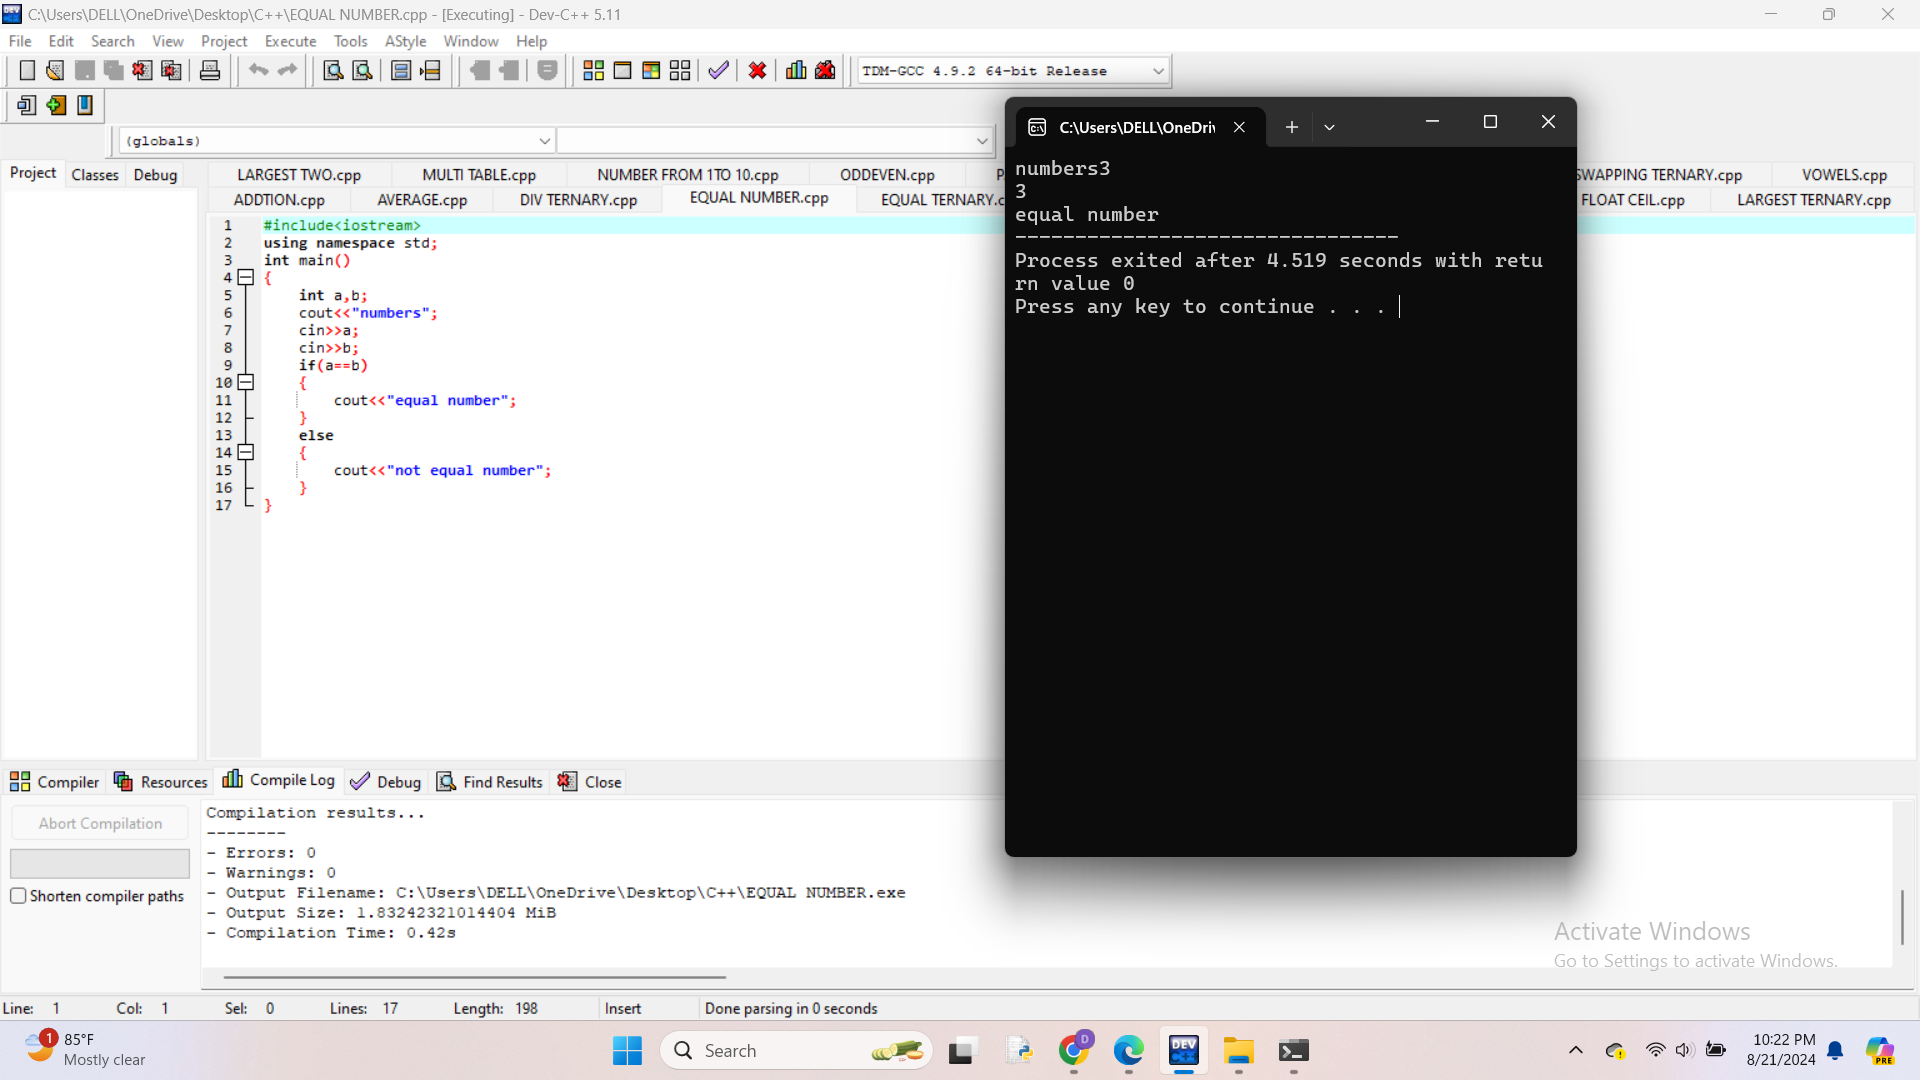 C:\Users\DELL\OneDrive\Desktop\C++\EQUAL NUMBER.cpp - [Executing] - Dev-C++ 5.11
File Edit Search View Project Execute Tools AStyle Window Help
TDM-GCC 4.9.2 64-bit Release
(globals)
Project Classes Debug
LARGEST TWO.cpp MULTI TABLE.cpp NUMBER FROM 1TO 10.cpp ODDEVEN.cpp SWAPPING TERNARY.cpp VOWELS.cpp
ADDTION.cpp AVERAGE.cpp DIV TERNARY.cpp EQUAL NUMBER.cpp EQUAL TERNARY.c FLOAT CEIL.cpp LARGEST TERNARY.cpp
1 #include<iostream>
2 using namespace std;
3 int main()
4 {
5 int a,b;
6 cout<<"numbers";
7 cin>>a;
8 cin>>b;
9 if(a==b)
10 {
11 cout<<"equal number";
12 }
13 else
14 {
15 cout<<"not equal number";
16 }
17 }
C:\Users\DELL\OneDri
numbers3
3
equal number
--------------------------------
Process exited after 4.519 seconds with retu
rn value 0
Press any key to continue . . .
Compiler Resources Compile Log Debug Find Results Close
Abort Compilation
Shorten compiler paths
Compilation results...
--------
- Errors: 0
- Warnings: 0
- Output Filename: C:\Users\DELL\OneDrive\Desktop\C++\EQUAL NUMBER.exe
- Output Size: 1.83242321014404 MiB
- Compilation Time: 0.42s
Activate Windows
Go to Settings to activate Windows.
Line: 1 Col: 1 Sel: 0 Lines: 17 Length: 198 Insert Done parsing in 0 seconds
1
85°F
Mostly clear
Search
D
DEV
C++
PRE
10:22 PM
8/21/2024